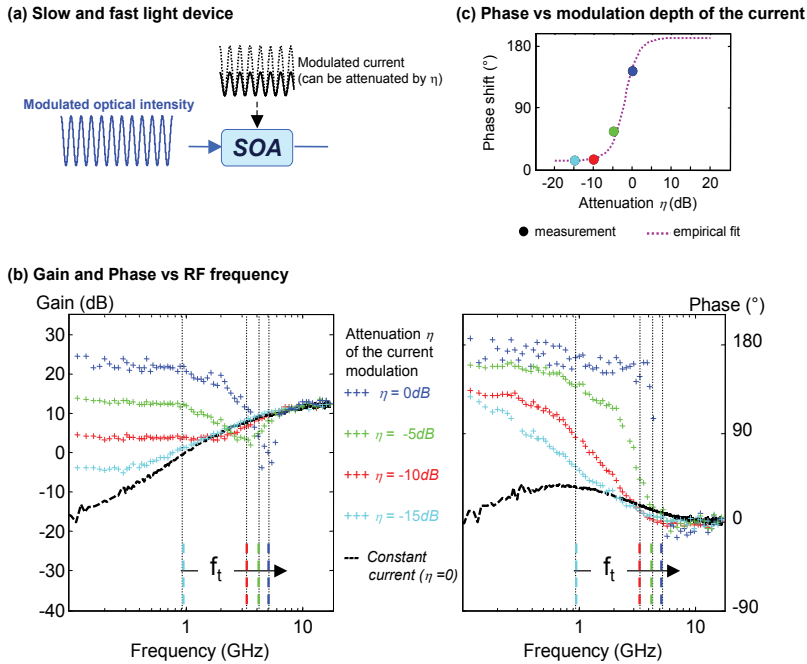 (a) Slow and fast light device
Modulated current
(can be attenuated by η)
Modulated optical intensity
SOA
(c) Phase vs modulation depth of the current
180
90
0
Phase shift (°)
-20
-10
0
10
20
Attenuation η (dB)
measurement
empirical fit
(b) Gain and Phase vs RF frequency
Gain (dB)
30
20
10
0
-10
-20
-30
-40
1
10
Frequency (GHz)
f_t
Attenuation η
of the current
modulation
+++ η = 0dB
+++ η = -5dB
+++ η = -10dB
+++ η = -15dB
Constant
current (η =0)
Phase (°)
180
90
0
-90
1
10
Frequency (GHz)
f_t